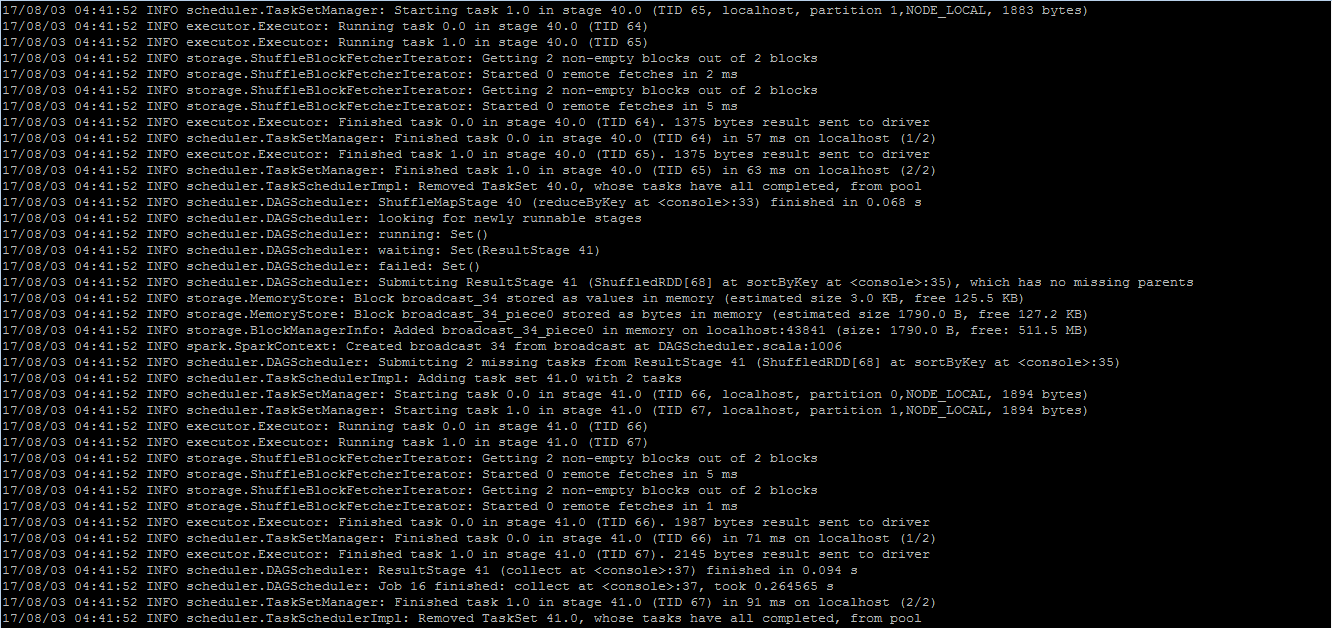 17/08/03 04:41:52 INFO scheduler.TaskSetManager: Starting task 1.0 in stage 40.0 (TID 65, localhost, partition 1,NODE_LOCAL, 1883 bytes)
17/08/03 04:41:52 INFO executor.Executor: Running task 0.0 in stage 40.0 (TID 64)
17/08/03 04:41:52 INFO executor.Executor: Running task 1.0 in stage 40.0 (TID 65)
17/08/03 04:41:52 INFO storage.ShuffleBlockFetcherIterator: Getting 2 non-empty blocks out of 2 blocks
17/08/03 04:41:52 INFO storage.ShuffleBlockFetcherIterator: Started 0 remote fetches in 2 ms
17/08/03 04:41:52 INFO storage.ShuffleBlockFetcherIterator: Getting 2 non-empty blocks out of 2 blocks
17/08/03 04:41:52 INFO storage.ShuffleBlockFetcherIterator: Started 0 remote fetches in 5 ms
17/08/03 04:41:52 INFO executor.Executor: Finished task 0.0 in stage 40.0 (TID 64). 1375 bytes result sent to driver
17/08/03 04:41:52 INFO scheduler.TaskSetManager: Finished task 0.0 in stage 40.0 (TID 64) in 57 ms on localhost (1/2)
17/08/03 04:41:52 INFO executor.Executor: Finished task 1.0 in stage 40.0 (TID 65). 1375 bytes result sent to driver
17/08/03 04:41:52 INFO scheduler.TaskSetManager: Finished task 1.0 in stage 40.0 (TID 65) in 63 ms on localhost (2/2)
17/08/03 04:41:52 INFO scheduler.TaskSchedulerImpl: Removed TaskSet 40.0, whose tasks have all completed, from pool
17/08/03 04:41:52 INFO scheduler.DAGScheduler: ShuffleMapStage 40 (reduceByKey at <console>:33) finished in 0.068 s
17/08/03 04:41:52 INFO scheduler.DAGScheduler: looking for newly runnable stages
17/08/03 04:41:52 INFO scheduler.DAGScheduler: running: Set()
17/08/03 04:41:52 INFO scheduler.DAGScheduler: waiting: Set(ResultStage 41)
17/08/03 04:41:52 INFO scheduler.DAGScheduler: failed: Set()
17/08/03 04:41:52 INFO scheduler.DAGScheduler: Submitting ResultStage 41 (ShuffledRDD[68] at sortByKey at <console>:35), which has no missing parents
17/08/03 04:41:52 INFO storage.MemoryStore: Block broadcast_34 stored as values in memory (estimated size 3.0 KB, free 125.5 KB)
17/08/03 04:41:52 INFO storage.MemoryStore: Block broadcast_34_piece0 stored as bytes in memory (estimated size 1790.0 B, free 127.2 KB)
17/08/03 04:41:52 INFO storage.BlockManagerInfo: Added broadcast_34_piece0 in memory on localhost:43841 (size: 1790.0 B, free: 511.5 MB)
17/08/03 04:41:52 INFO spark.SparkContext: Created broadcast 34 from broadcast at DAGScheduler.scala:1006
17/08/03 04:41:52 INFO scheduler.DAGScheduler: Submitting 2 missing tasks from ResultStage 41 (ShuffledRDD[68] at sortByKey at <console>:35)
17/08/03 04:41:52 INFO scheduler.TaskSchedulerImpl: Adding task set 41.0 with 2 tasks
17/08/03 04:41:52 INFO scheduler.TaskSetManager: Starting task 0.0 in stage 41.0 (TID 66, localhost, partition 0,NODE_LOCAL, 1894 bytes)
17/08/03 04:41:52 INFO scheduler.TaskSetManager: Starting task 1.0 in stage 41.0 (TID 67, localhost, partition 1,NODE_LOCAL, 1894 bytes)
17/08/03 04:41:52 INFO executor.Executor: Running task 0.0 in stage 41.0 (TID 66)
17/08/03 04:41:52 INFO executor.Executor: Running task 1.0 in stage 41.0 (TID 67)
17/08/03 04:41:52 INFO storage.ShuffleBlockFetcherIterator: Getting 2 non-empty blocks out of 2 blocks
17/08/03 04:41:52 INFO storage.ShuffleBlockFetcherIterator: Started 0 remote fetches in 5 ms
17/08/03 04:41:52 INFO storage.ShuffleBlockFetcherIterator: Getting 2 non-empty blocks out of 2 blocks
17/08/03 04:41:52 INFO storage.ShuffleBlockFetcherIterator: Started 0 remote fetches in 1 ms
17/08/03 04:41:52 INFO executor.Executor: Finished task 0.0 in stage 41.0 (TID 66). 1987 bytes result sent to driver
17/08/03 04:41:52 INFO scheduler.TaskSetManager: Finished task 0.0 in stage 41.0 (TID 66) in 71 ms on localhost (1/2)
17/08/03 04:41:52 INFO executor.Executor: Finished task 1.0 in stage 41.0 (TID 67). 2145 bytes result sent to driver
17/08/03 04:41:52 INFO scheduler.DAGScheduler: ResultStage 41 (collect at <console>:37) finished in 0.094 s
17/08/03 04:41:52 INFO scheduler.DAGScheduler: Job 16 finished: collect at <console>:37, took 0.264565 s
17/08/03 04:41:52 INFO scheduler.TaskSetManager: Finished task 1.0 in stage 41.0 (TID 67) in 91 ms on localhost (2/2)
17/08/03 04:41:52 INFO scheduler.TaskSchedulerImpl: Removed TaskSet 41.0, whose tasks have all completed, from pool